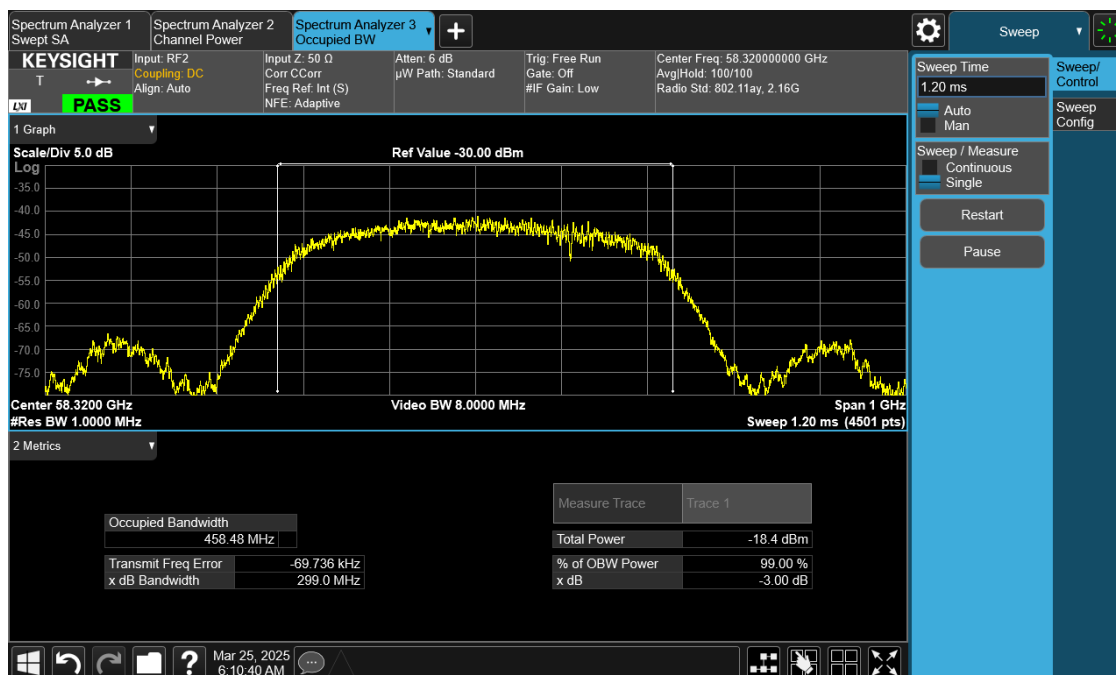 Spectrum Analyzer 1
Swept SA
Spectrum Analyzer 2
Channel Power
Spectrum Analyzer 3
Occupied BW
Sweep
KEYSIGHT
T
LXI
PASS
Input: RF2
Coupling: DC
Align: Auto
Input Z: 50 Ω
Corr CCorr
Freq Ref: Int (S)
NFE: Adaptive
Atten: 6 dB
µW Path: Standard
Trig: Free Run
Gate: Off
#IF Gain: Low
Center Freq: 58.320000000 GHz
Avg|Hold: 100/100
Radio Std: 802.11ay, 2.16G
Sweep Time
1.20 ms
Auto
Man
Sweep / Measure
Continuous
Single
Restart
Pause
Sweep/
Control
Sweep
Config
1 Graph
Scale/Div 5.0 dB
Ref Value -30.00 dBm
Log
-35.0
-40.0
-45.0
-50.0
-55.0
-60.0
-65.0
-70.0
-75.0
Center 58.3200 GHz
Video BW 8.0000 MHz
Span 1 GHz
#Res BW 1.0000 MHz
Sweep 1.20 ms (4501 pts)
2 Metrics
Measure Trace
Trace 1
Occupied Bandwidth
458.48 MHz
Total Power
-18.4 dBm
Transmit Freq Error
-69.736 kHz
% of OBW Power
99.00 %
x dB Bandwidth
299.0 MHz
x dB
-3.00 dB
?
Mar 25, 2025
6:10:40 AM